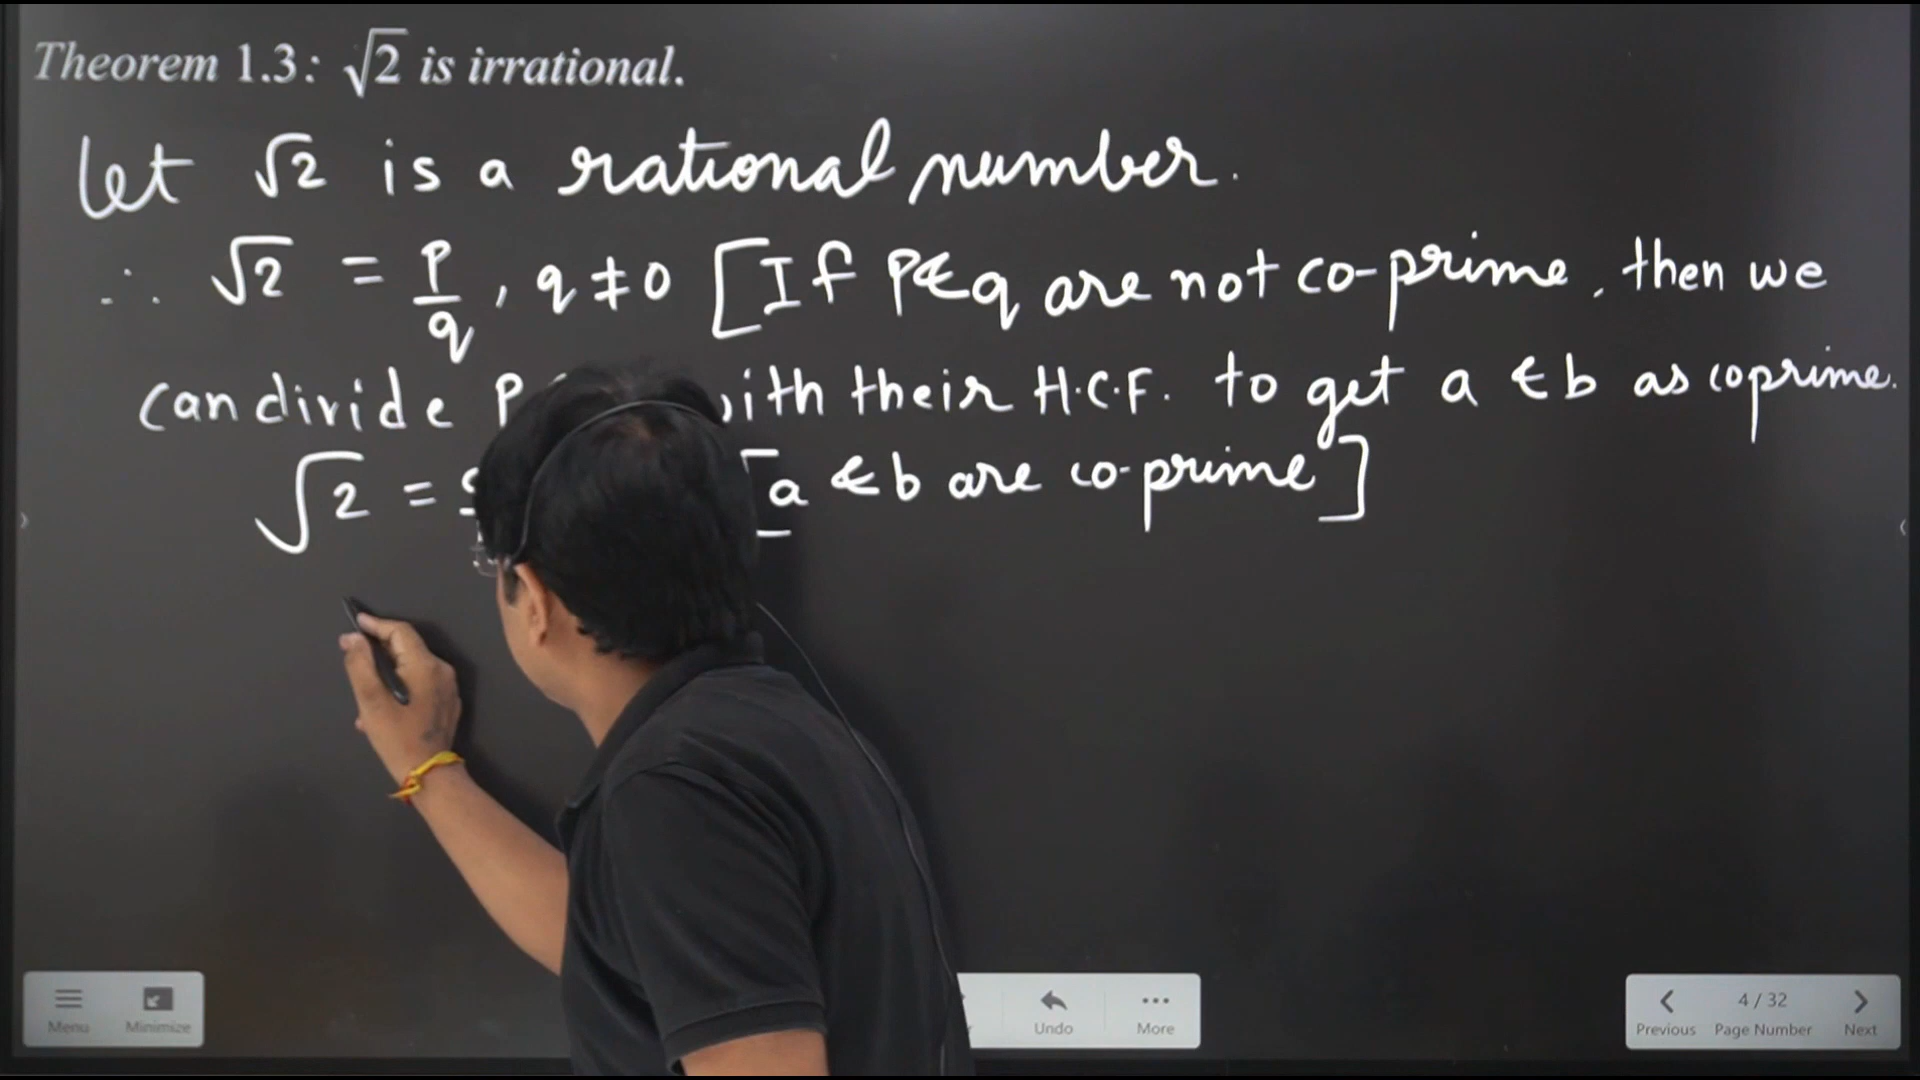 Theorem 1.3: √2 is irrational.
Let √2 is a rational number.
∴ √2 = p/q, q ≠ 0 [If p & q are not co-prime, then we
can divide p with their H.C.F. to get a & b as coprime.
√2 = [a & b are co-prime]
Menu Minimize Undo More Previous 4 / 32 Page Number Next